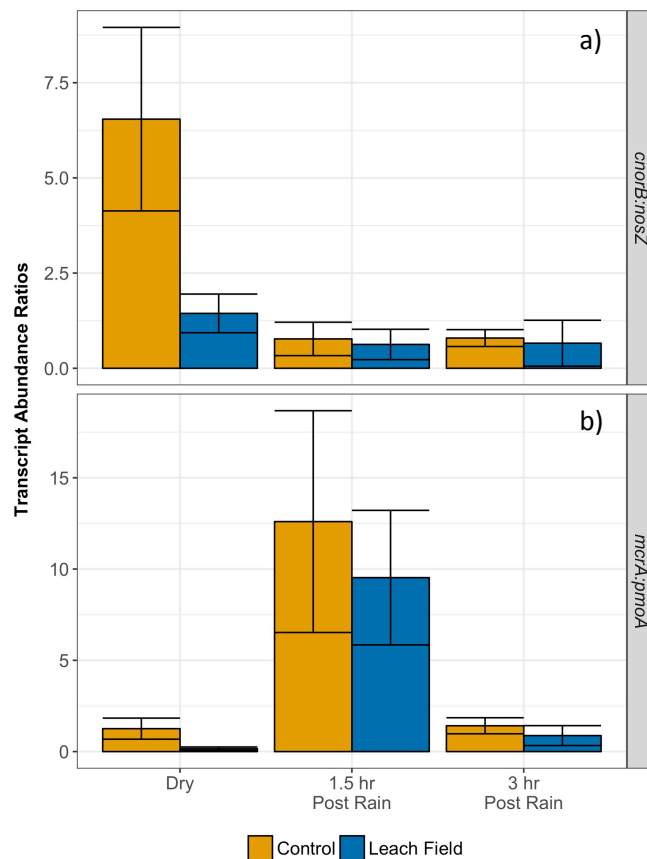 a)
7.5
5.0
2.5
0.0
cnorB:nosZ
Transcript Abundance Ratios
b)
15
10
5
0
mcrA:pmoA
Dry
1.5 hr
Post Rain
3 hr
Post Rain
Control
Leach Field